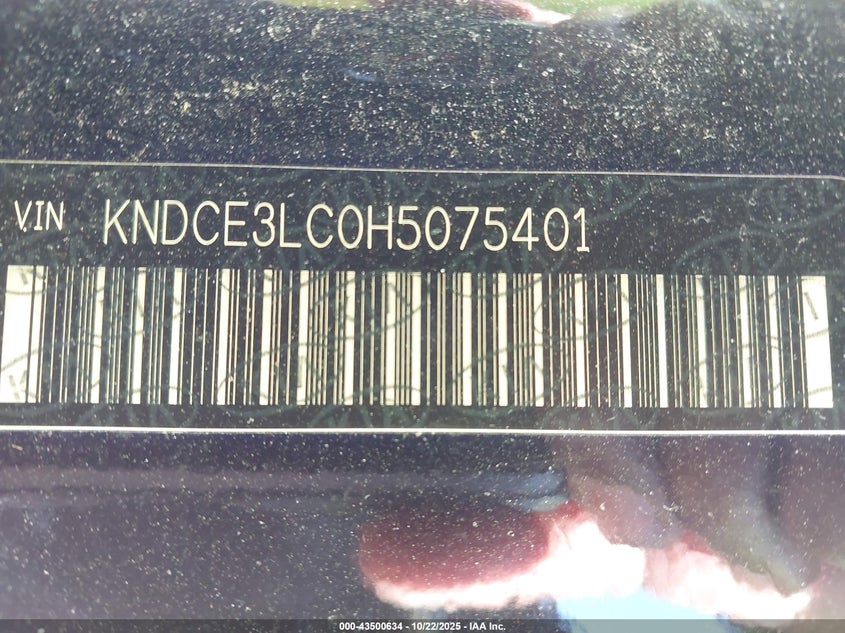 VIN KNDCE3LC0H5075401
000-43500634 - 10/22/2025 - IAA Inc.